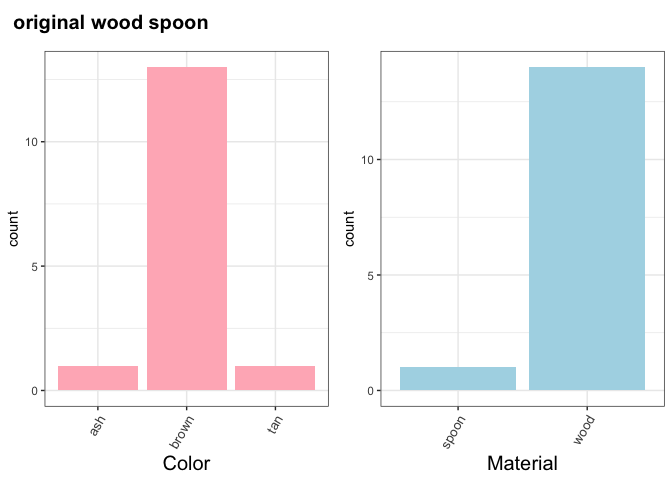 original wood spoon
count
10
5
0
ash
brown
tan
Color
count
10
5
0
spoon
wood
Material